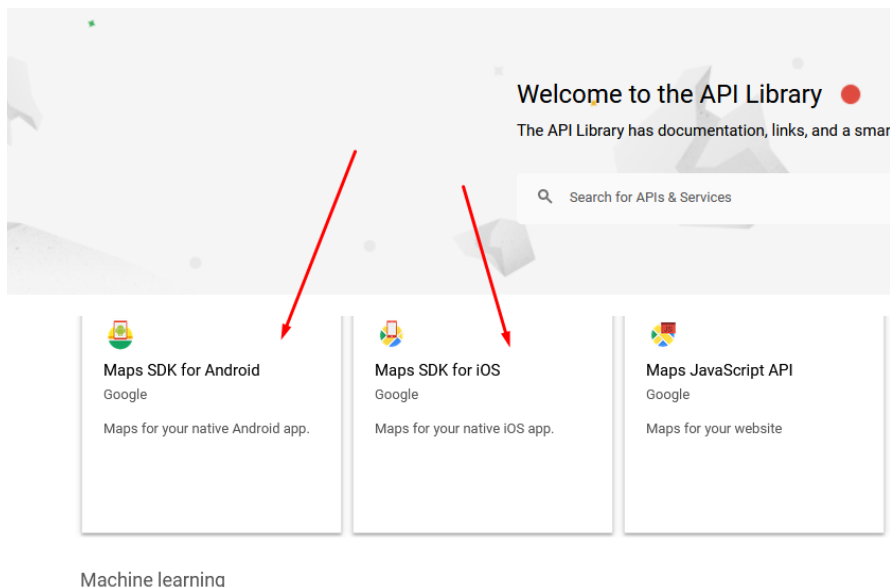 Welcome to the API Library
The API Library has documentation, links, and a smar
Search for APIs & Services
Maps SDK for Android
Google
Maps for your native Android app.
Maps SDK for iOS
Google
Maps for your native iOS app.
Maps JavaScript API
Google
Maps for your website
Machine learning